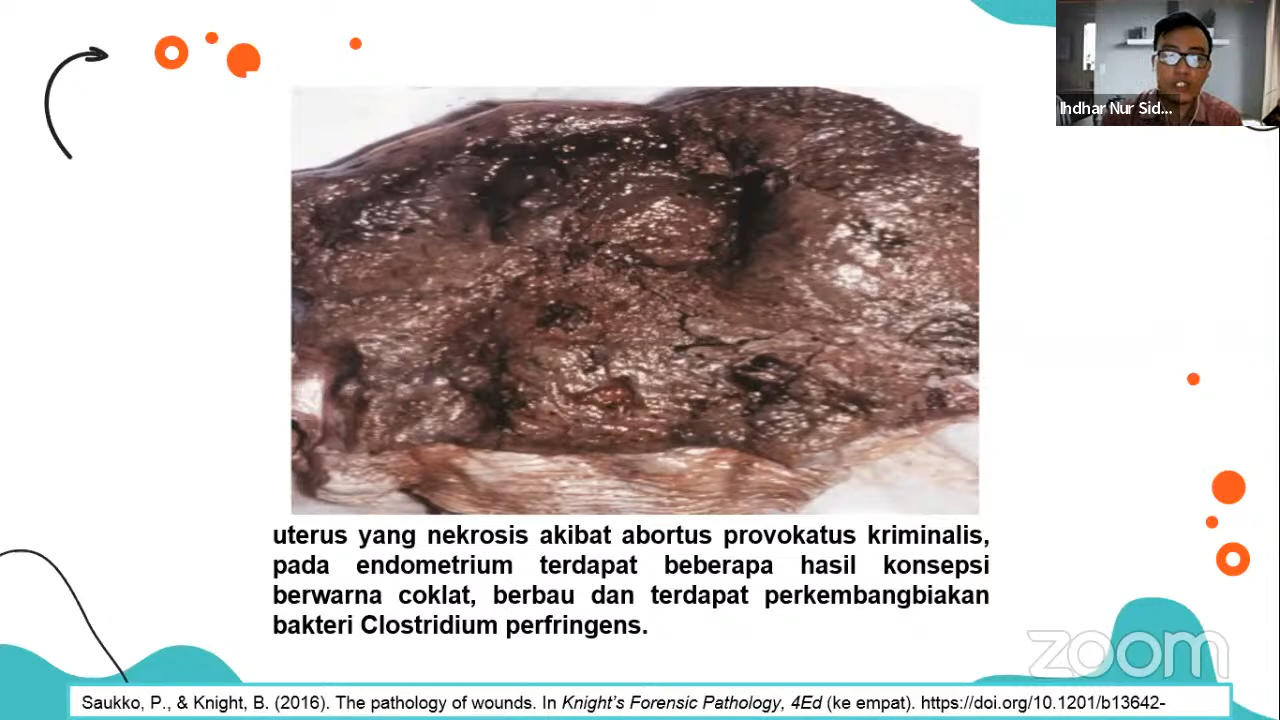 Ihdhar Nur Sid...
uterus yang nekrosis akibat abortus provokatus kriminalis,
pada endometrium terdapat beberapa hasil konsepsi
berwarna coklat, berbau dan terdapat perkembangbiakan
bakteri Clostridium perfringens.
zoom
Saukko, P., & Knight, B. (2016). The pathology of wounds. In Knight's Forensic Pathology, 4Ed (ke empat). https://doi.org/10.1201/b13642-